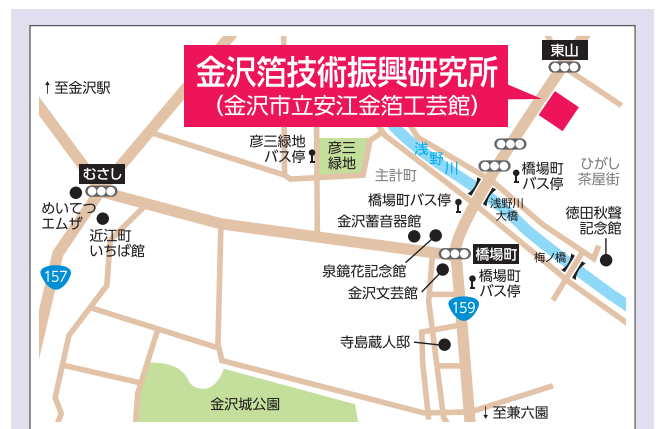 東山
金沢箔技術振興研究所
(金沢市立安江金箔工芸館)
↑至金沢駅
彦三緑地
バス停
彦三
緑地
浅野川
主計町
橋場町
バス停
ひがし
茶屋街
むさし
めいてつ
エムザ
近江町
いちば館
橋場町バス停
浅野川
大橋
徳田秋聲
記念館
金沢蓄音器館
泉鏡花記念館
金沢文芸館
橋場町
梅ノ橋
橋場町
バス停
157
159
寺島蔵人邸
金沢城公園
↓至兼六園